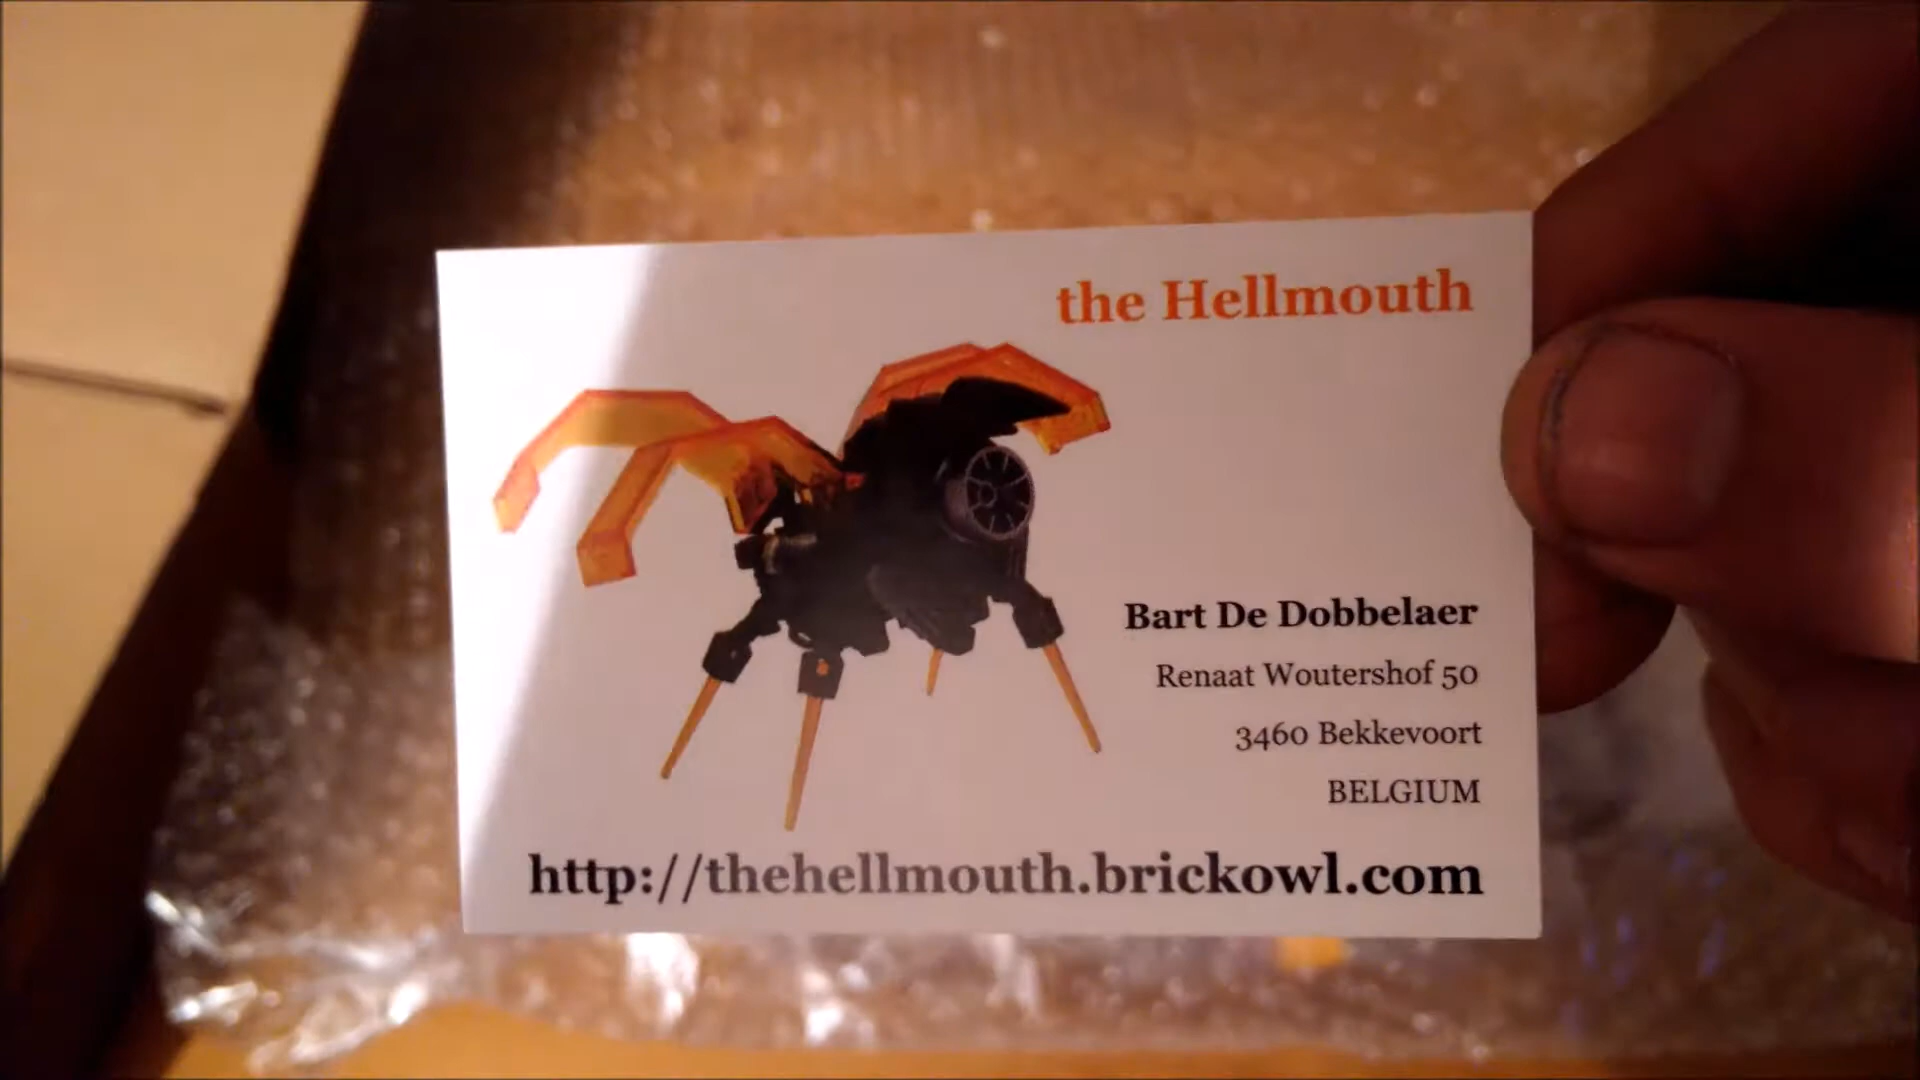 the Hellmouth
Bart De Dobbelaer
Renaat Woutershof 50
3460 Bekkevoort
BELGIUM
http://thehellmouth.brickowl.com